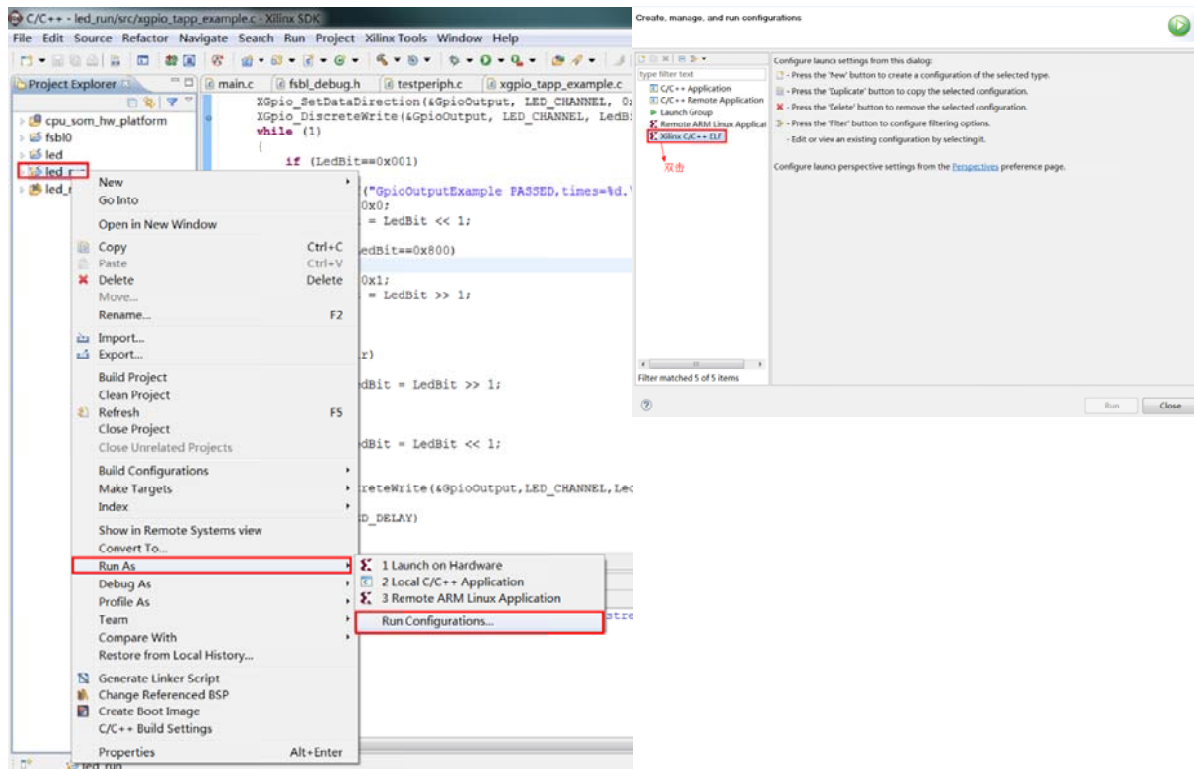 C/C++ - led_run/src/xgpio_tapp_example.c - Xilinx SDK
File Edit Source Refactor Navigate Search Run Project Xilinx Tools Window Help
Project Explorer
main.c
fsbl_debug.h
testperiph.c
xgpio_tapp_example.c
cpu_som_hw_platform
fsbl0
led
led_r
led_r
XGpio_SetDataDirection(&GpioOutput, LED_CHANNEL, 0
XGpio_DiscreteWrite(&GpioOutput, LED_CHANNEL, LedB
while (1)
{
if (LedBit==0x001)
("GpioOutputExample PASSED,times=%d.\
0x0;
= LedBit << 1;
edBit==0x800)
0x1;
= LedBit >> 1;
r)
dBit = LedBit >> 1;
dBit = LedBit << 1;
reteWrite(&GpioOutput,LED_CHANNEL,Led
D_DELAY)
stre
New
Go Into
Open in New Window
Copy Ctrl+C
Paste Ctrl+V
Delete Delete
Move...
Rename... F2
Import...
Export...
Build Project
Clean Project
Refresh F5
Close Project
Close Unrelated Projects
Build Configurations
Make Targets
Index
Show in Remote Systems view
Convert To...
Run As
Debug As
Profile As
Team
Compare With
Restore from Local History...
Generate Linker Script
Change Referenced BSP
Create Boot Image
C/C++ Build Settings
Properties Alt+Enter
1 Launch on Hardware
2 Local C/C++ Application
3 Remote ARM Linux Application
Run Configurations...
led_run
Create, manage, and run configurations
type filter text
C/C++ Application
C/C++ Remote Application
Launch Group
Remote ARM Linux Applicat
Xilinx C/C++ ELF
双击
Filter matched 5 of 5 items
Configure launch settings from this dialog:
- Press the 'New' button to create a configuration of the selected type.
- Press the 'Duplicate' button to copy the selected configuration.
- Press the 'Delete' button to remove the selected configuration.
- Press the 'Filter' button to configure filtering options.
- Edit or view an existing configuration by selecting it.
Configure launch perspective settings from the Perspectives preference page.
Run
Close